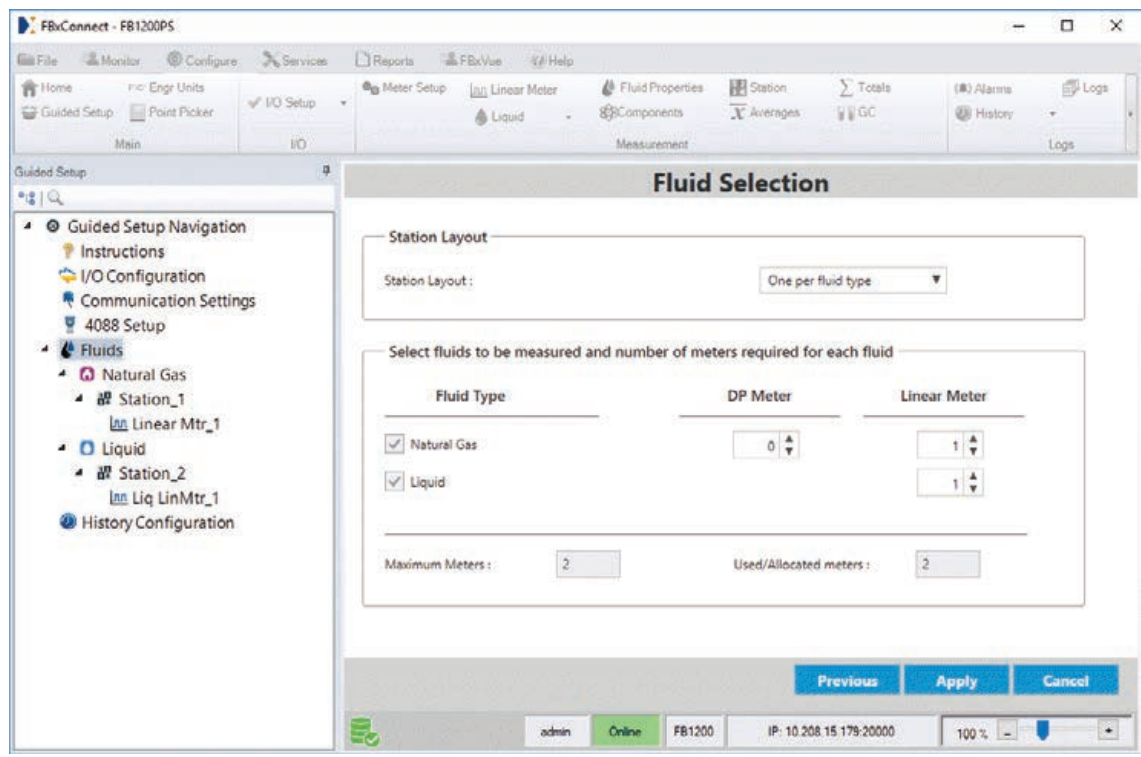 FBxConnect - FB1200PS
File Monitor Configure Services Reports FBxVue Help
Home Engr Units I/O Setup Meter Setup Linear Meter Fluid Properties Station Totals Alarms Logs
Guided Setup Point Picker Liquid Components Averages GC History
Main I/O Measurement Logs
Guided Setup
Fluid Selection
Guided Setup Navigation
Instructions
I/O Configuration
Communication Settings
4088 Setup
Fluids
Natural Gas
Station_1
Linear Mtr_1
Liquid
Station_2
Liq LinMtr_1
History Configuration
Station Layout
Station Layout : One per fluid type
Select fluids to be measured and number of meters required for each fluid
Fluid Type DP Meter Linear Meter
Natural Gas 0 1
Liquid 1
Maximum Meters : 2 Used/Allocated meters : 2
Previous Apply Cancel
admin Online FB1200 IP: 10.208.15.179:20000 100 % - +